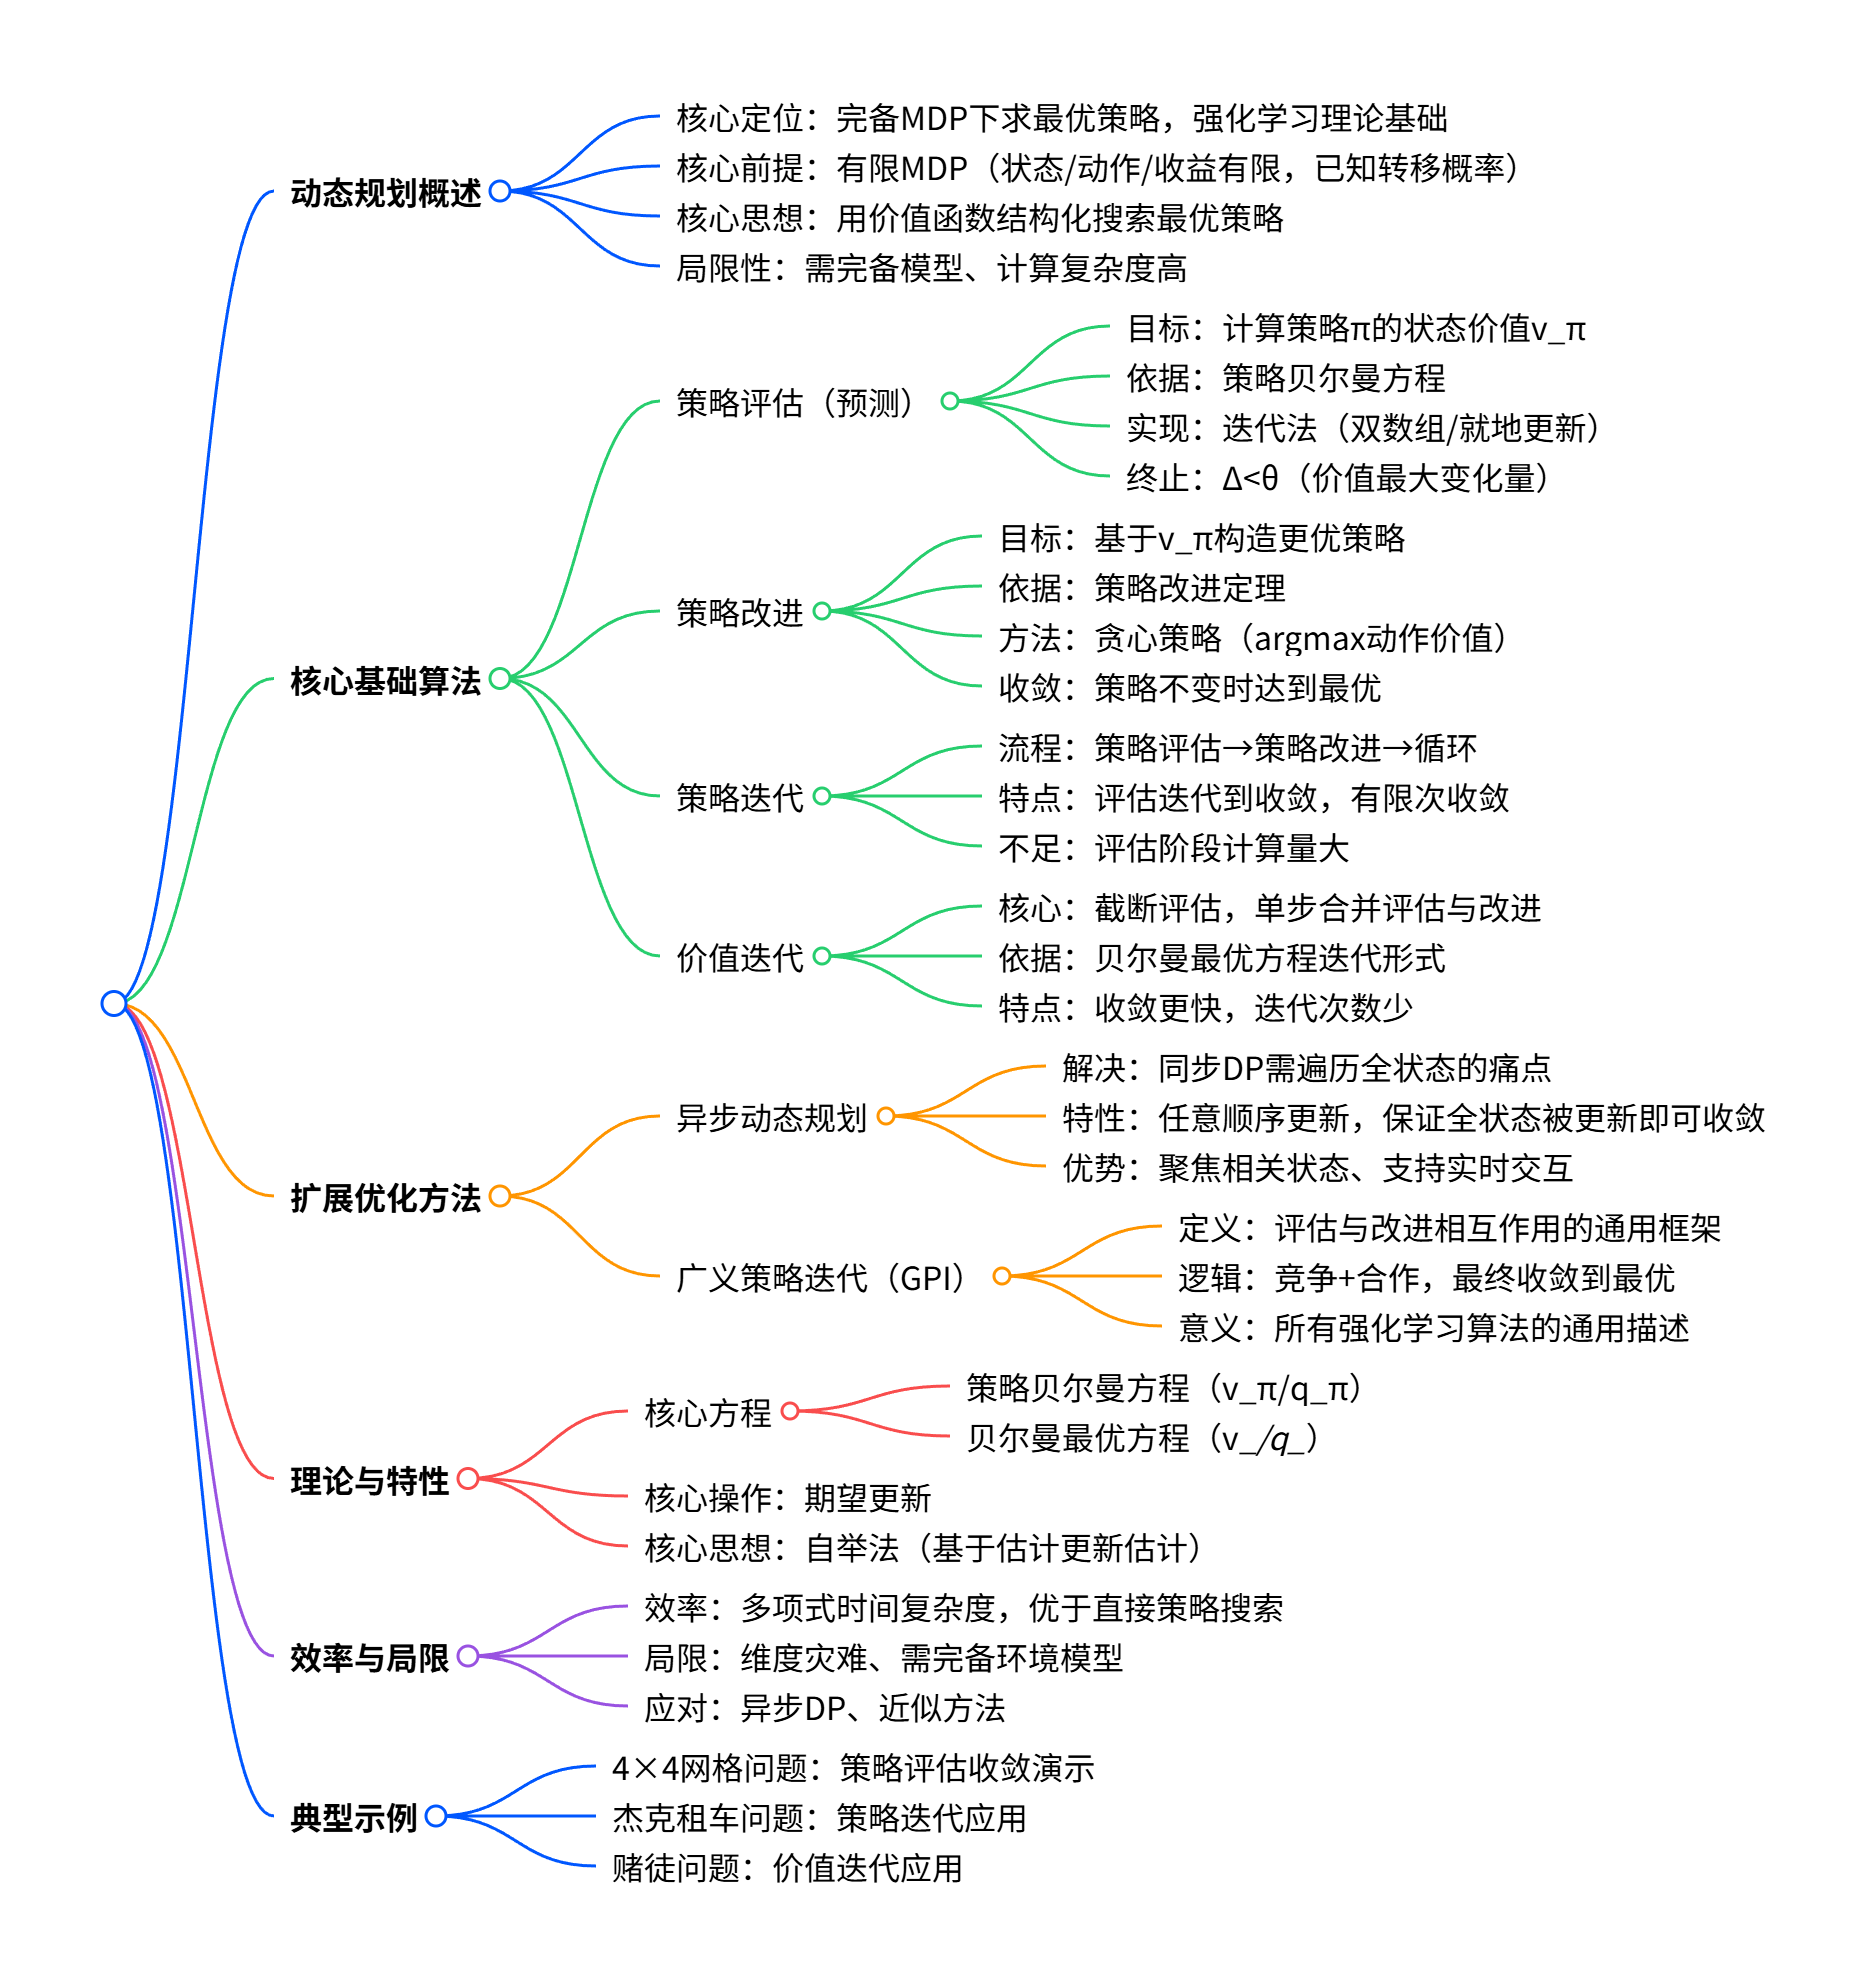 动态规划概述
核心定位：完备MDP下求最优策略，强化学习理论基础
核心前提：有限MDP（状态/动作/收益有限，已知转移概率）
核心思想：用价值函数结构化搜索最优策略
局限性：需完备模型、计算复杂度高
核心基础算法
策略评估（预测）
目标：计算策略π的状态价值v_π
依据：策略贝尔曼方程
实现：迭代法（双数组/就地更新）
终止：Δ<θ（价值最大变化量）
策略改进
目标：基于v_π构造更优策略
依据：策略改进定理
方法：贪心策略（argmax动作价值）
收敛：策略不变时达到最优
策略迭代
流程：策略评估→策略改进→循环
特点：评估迭代到收敛，有限次收敛
不足：评估阶段计算量大
价值迭代
核心：截断评估，单步合并评估与改进
依据：贝尔曼最优方程迭代形式
特点：收敛更快，迭代次数少
扩展优化方法
异步动态规划
解决：同步DP需遍历全状态的痛点
特性：任意顺序更新，保证全状态被更新即可收敛
优势：聚焦相关状态、支持实时交互
广义策略迭代（GPI）
定义：评估与改进相互作用的通用框架
逻辑：竞争+合作，最终收敛到最优
意义：所有强化学习算法的通用描述
理论与特性
核心方程
策略贝尔曼方程（v_π/q_π）
贝尔曼最优方程（v_/q_）
核心操作：期望更新
核心思想：自举法（基于估计更新估计）
效率与局限
效率：多项式时间复杂度，优于直接策略搜索
局限：维度灾难、需完备环境模型
应对：异步DP、近似方法
典型示例
4×4网格问题：策略评估收敛演示
杰克租车问题：策略迭代应用
赌徒问题：价值迭代应用